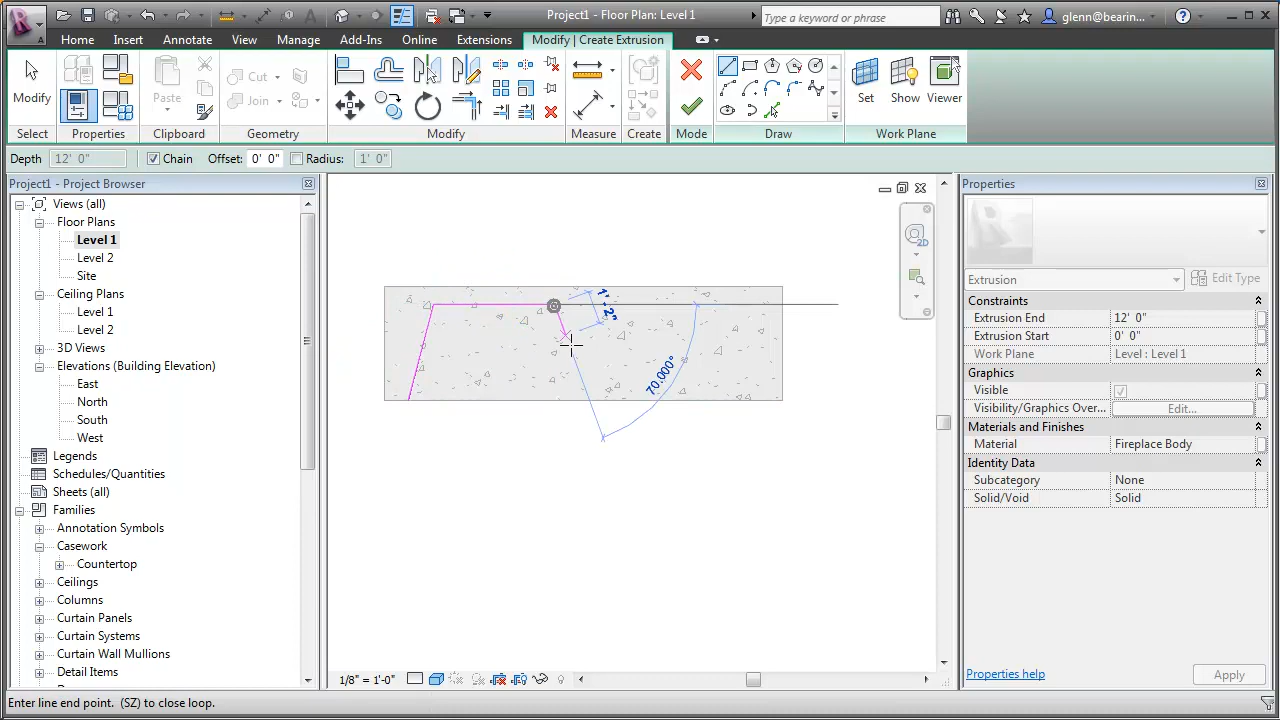 Project1 - Floor Plan: Level 1
Type a keyword or phrase
glenn@bearin...
Home Insert Annotate View Manage Add-Ins Online Extensions Modify | Create Extrusion
Modify
Paste
Cut
Join
Set Show Viewer
Select Properties Clipboard Geometry Modify Measure Create Mode Draw Work Plane
Depth 12' 0" Chain Offset: 0' 0" Radius: 1' 0"
Project1 - Project Browser
Views (all)
Floor Plans
Level 1
Level 2
Site
Ceiling Plans
Level 1
Level 2
3D Views
Elevations (Building Elevation)
East
North
South
West
Legends
Schedules/Quantities
Sheets (all)
Families
Annotation Symbols
Casework
Countertop
Ceilings
Columns
Curtain Panels
Curtain Systems
Curtain Wall Mullions
Detail Items
1' - 2"
70.000°
2D
Properties
Extrusion
Edit Type
Constraints
Extrusion End 12' 0"
Extrusion Start 0' 0"
Work Plane Level : Level 1
Graphics
Visible
Visibility/Graphics Over... Edit...
Materials and Finishes
Material Fireplace Body
Identity Data
Subcategory None
Solid/Void Solid
Properties help
Apply
1/8" = 1'-0"
Enter line end point. (SZ) to close loop.